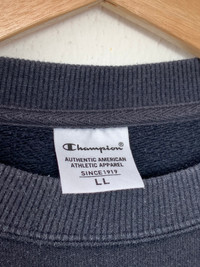 Champion
AUTHENTIC AMERICAN
ATHLETIC APPAREL
SINCE 1919
LL